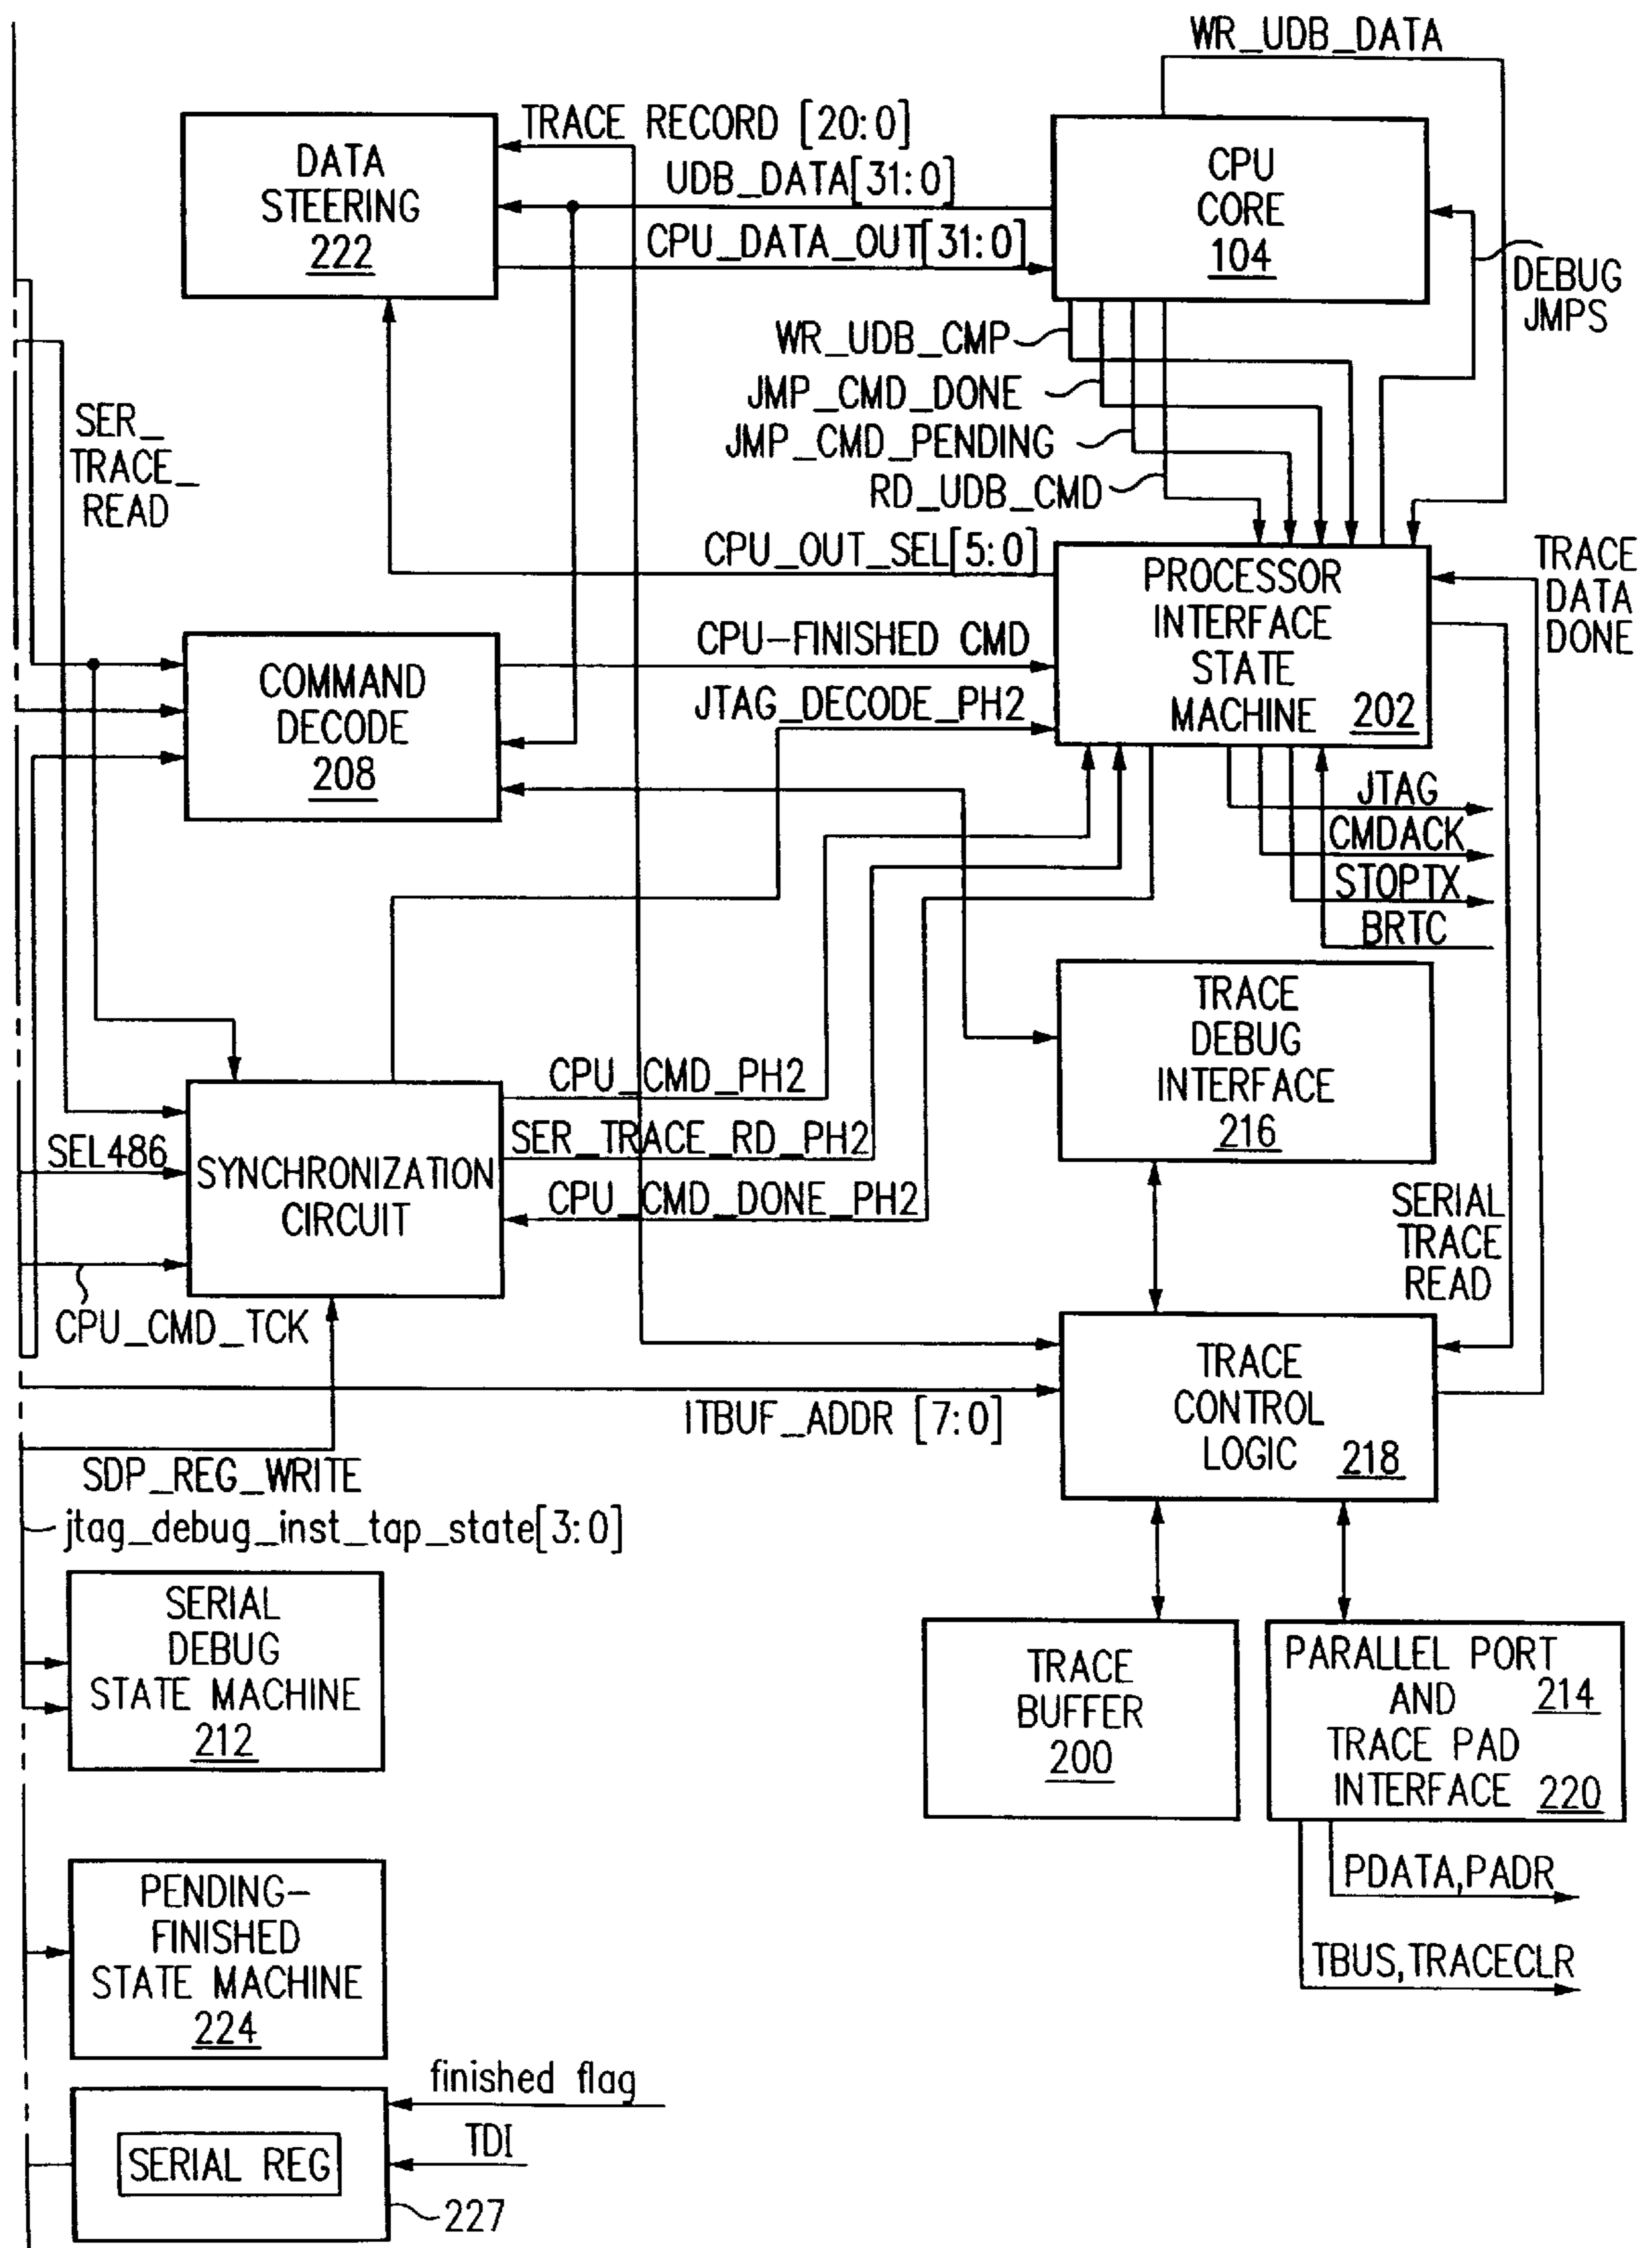 WR_UDB_DATA
TRACE RECORD [20:0]
DATA
STEERING
222
UDB_DATA[31:0]
CPU_DATA_OUT[31:0]
CPU
CORE
104
DEBUG
JMPS
WR_UDB_CMP
JMP_CMD_DONE
JMP_CMD_PENDING
RD_UDB_CMD
SER_
TRACE_
READ
CPU_OUT_SEL[5:0]
PROCESSOR
INTERFACE
STATE
MACHINE 202
TRACE
DATA
DONE
COMMAND
DECODE
208
CPU-FINISHED CMD
JTAG_DECODE_PH2
JTAG
CMDACK
STOPTX
BRTC
TRACE
DEBUG
INTERFACE
216
CPU_CMD_PH2
SER_TRACE_RD_PH2
CPU_CMD_DONE_PH2
SEL486
SYNCHRONIZATION
CIRCUIT
CPU_CMD_TCK
SERIAL
TRACE
READ
TRACE
CONTROL
LOGIC 218
ITBUF_ADDR [7:0]
SDP_REG_WRITE
jtag_debug_inst_tap_state[3:0]
SERIAL
DEBUG
STATE MACHINE
212
TRACE
BUFFER
200
PARALLEL PORT
AND 214
TRACE PAD
INTERFACE 220
PDATA,PADR
TBUS,TRACECLR
PENDING-
FINISHED
STATE MACHINE
224
finished flag
TDI
SERIAL REG
227